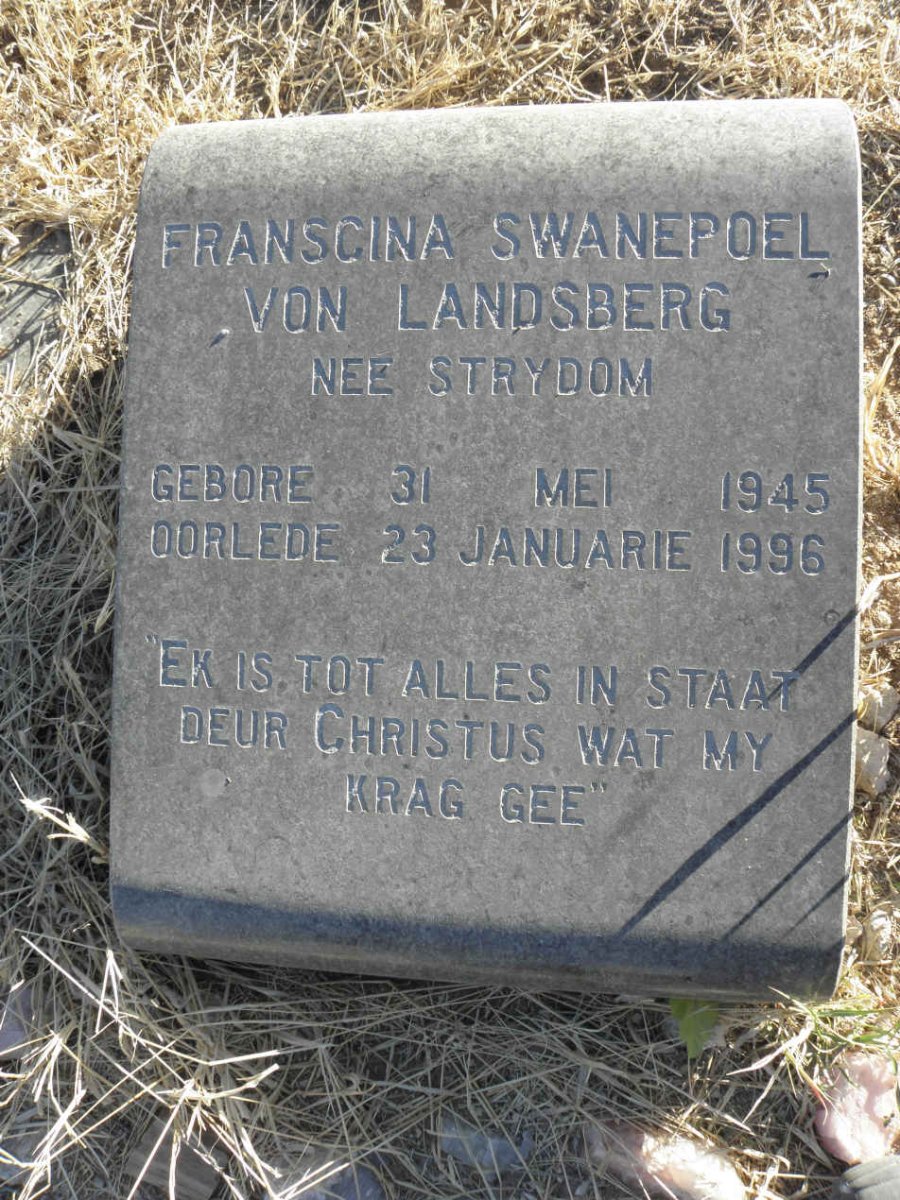 FRANSCINA SWANEPOEL
VON LANDSBERG
NEE STRYDOM
GEBORE 31 MEI 1945
OORLEDE 23 JANUARIE 1996
"EK IS TOT ALLES IN STAAT
DEUR CHRISTUS WAT MY
KRAG GEE"